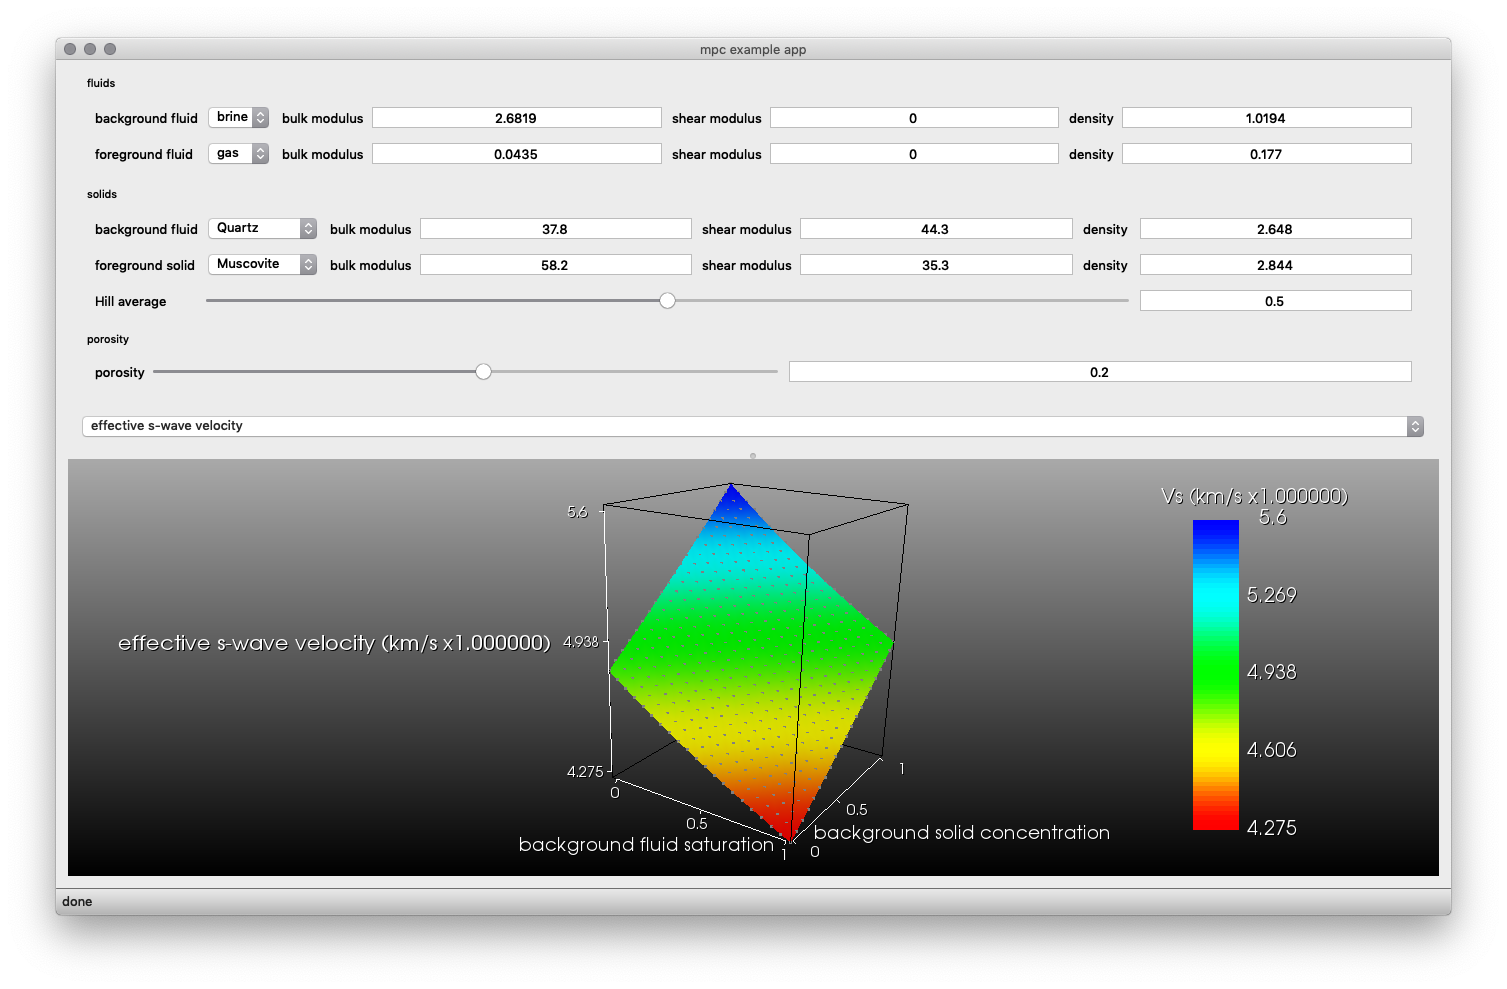 mpc example app
fluids
background fluid brine bulk modulus 2.6819 shear modulus 0 density 1.0194
foreground fluid gas bulk modulus 0.0435 shear modulus 0 density 0.177
solids
background fluid Quartz bulk modulus 37.8 shear modulus 44.3 density 2.648
foreground solid Muscovite bulk modulus 58.2 shear modulus 35.3 density 2.844
Hill average 0.5
porosity
porosity 0.2
effective s-wave velocity
Vs (km/s x1.000000)
5.6 5.6
5.269
effective s-wave velocity (km/s x1.000000) 4.938
4.938
4.606
4.275 1
0 0.5
0.5 4.275
background fluid saturation 1 0 background solid concentration
done